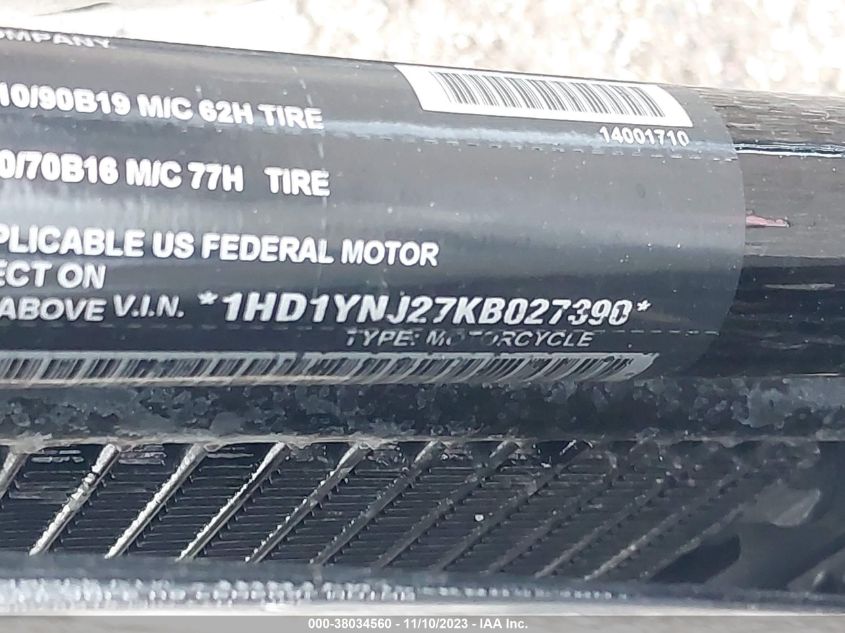 COMPANY
10/90B19 M/C 62H TIRE
14001710
0/70B16 M/C 77H TIRE
PLICABLE US FEDERAL MOTOR
ECT ON
ABOVE V.I.N. *1HD1YNJ27KB027390*
TYPE: MOTORCYCLE
000-38034560 - 11/10/2023 - IAA Inc.